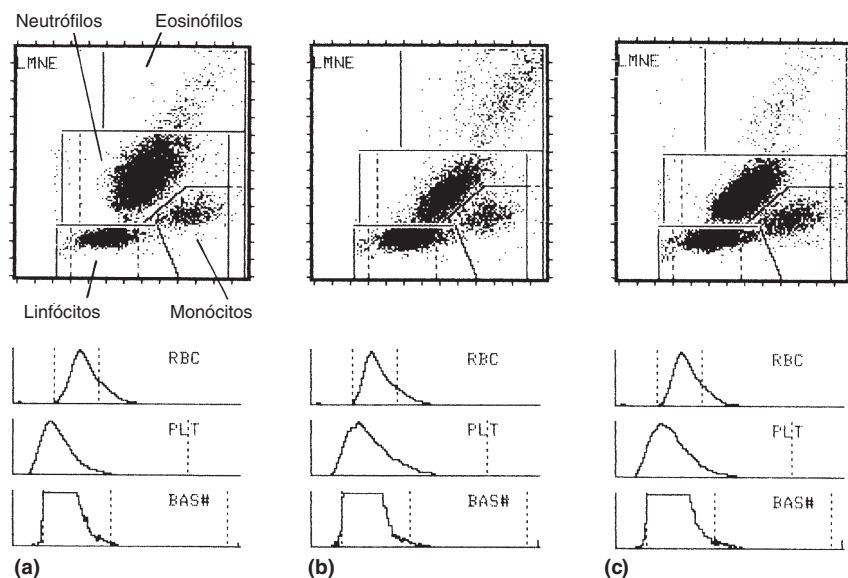 Neutrófilos Eosinófilos
LMNE LMNE LMNE
Linfócitos Monócitos
RBC RBC RBC
PLT PLT PLT
BAS# BAS# BAS#
(a) (b) (c)